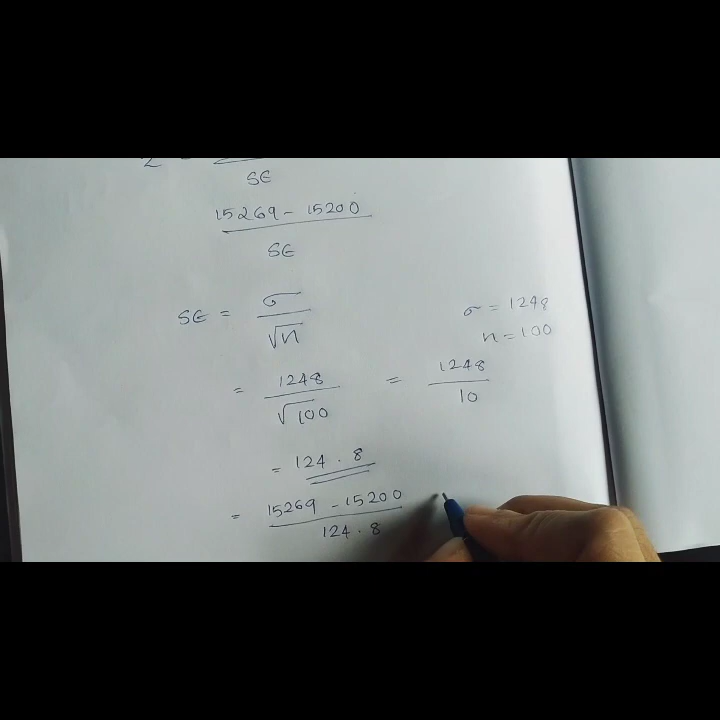 SE
15269 - 15200
SE
SE = σ / √n
σ = 1248
n = 100
= 1248 / √100 = 1248 / 10
= 124.8
= 15269 - 15200 / 124.8